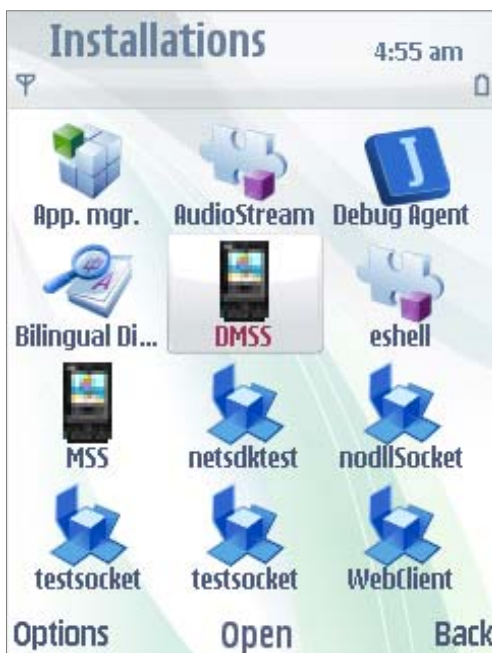 Installations
4:55 am
App. mgr. AudioStream Debug Agent
Bilingual Di... DMSS eshell
MSS netsdktest nodllSocket
testsocket testsocket WebClient
Options Open Back